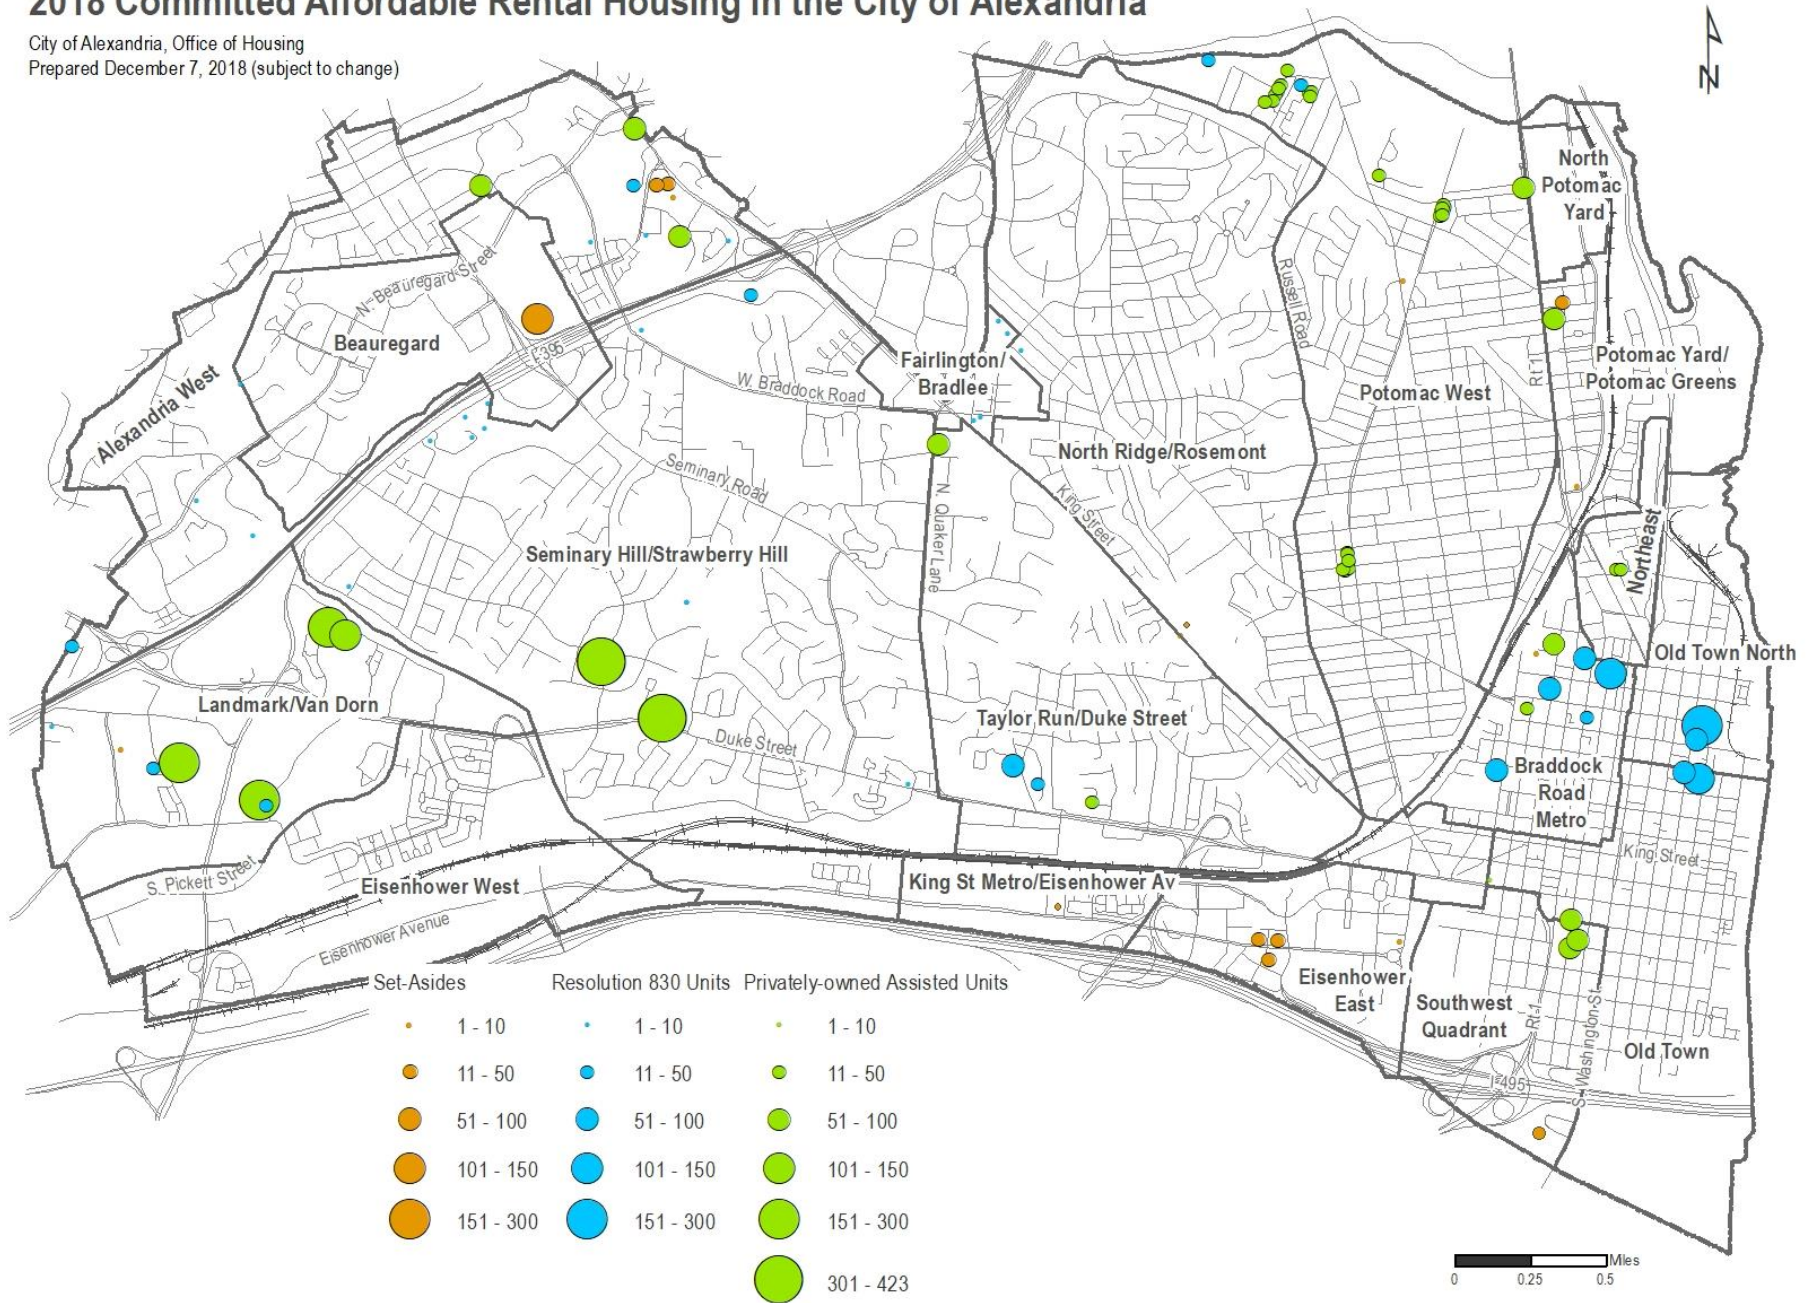 2018 Committed Affordable Rental Housing in the City of Alexandria
City of Alexandria, Office of Housing
Prepared December 7, 2018 (subject to change)
N
North
Potomac
Yard
N. Beauregard Street
Beauregard
I-395
Alexandria West
W. Braddock Road
Fairlington/
Bradlee
Russell Road
Rt 1
Potomac Yard/
Potomac Greens
Potomac West
North Ridge/Rosemont
Seminary Road
King Street
N. Quaker Lane
Seminary Hill/Strawberry Hill
Northeast
Old Town North
Landmark/Van Dorn
Taylor Run/Duke Street
Duke Street
Braddock
Road
Metro
King Street
S. Pickett Street
Eisenhower West
King St Metro/Eisenhower Av
Eisenhower Avenue
Eisenhower
East
Southwest
Quadrant
Rt 1
S. Washington St
Old Town
I-495
Set-Asides Resolution 830 Units Privately-owned Assisted Units
1 - 10 1 - 10 1 - 10
11 - 50 11 - 50 11 - 50
51 - 100 51 - 100 51 - 100
101 - 150 101 - 150 101 - 150
151 - 300 151 - 300 151 - 300
301 - 423
Miles
0 0.25 0.5